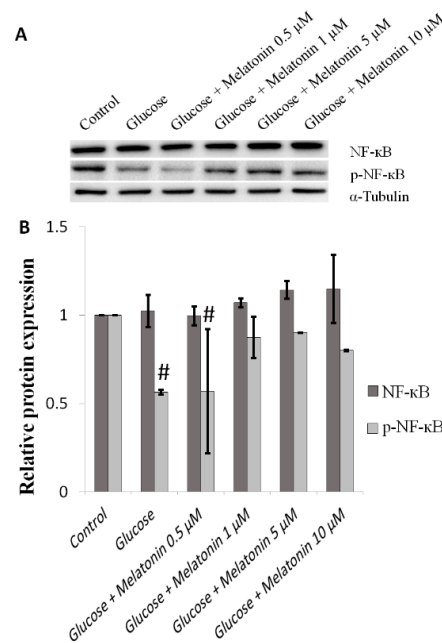 A
Control
Glucose
Glucose + Melatonin 0.5 µM
Glucose + Melatonin 1 µM
Glucose + Melatonin 5 µM
Glucose + Melatonin 10 µM
NF-κB
p-NF-κB
α-Tubulin
B
Relative protein expression
1.5
1
0.5
0
#
#
NF-κB
p-NF-κB
Control
Glucose
Glucose + Melatonin 0.5 µM
Glucose + Melatonin 1 µM
Glucose + Melatonin 5 µM
Glucose + Melatonin 10 µM